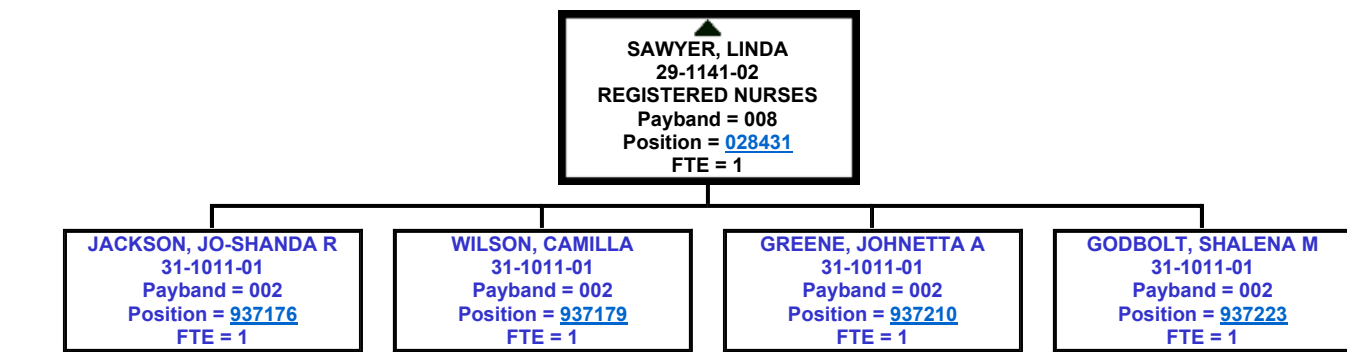 SAWYER, LINDA
29-1141-02
REGISTERED NURSES
Payband = 008
Position = 028431
FTE = 1
JACKSON, JO-SHANDA R
31-1011-01
Payband = 002
Position = 937176
FTE = 1
WILSON, CAMILLA
31-1011-01
Payband = 002
Position = 937179
FTE = 1
GREENE, JOHNETTA A
31-1011-01
Payband = 002
Position = 937210
FTE = 1
GODBOLT, SHALENA M
31-1011-01
Payband = 002
Position = 937223
FTE = 1